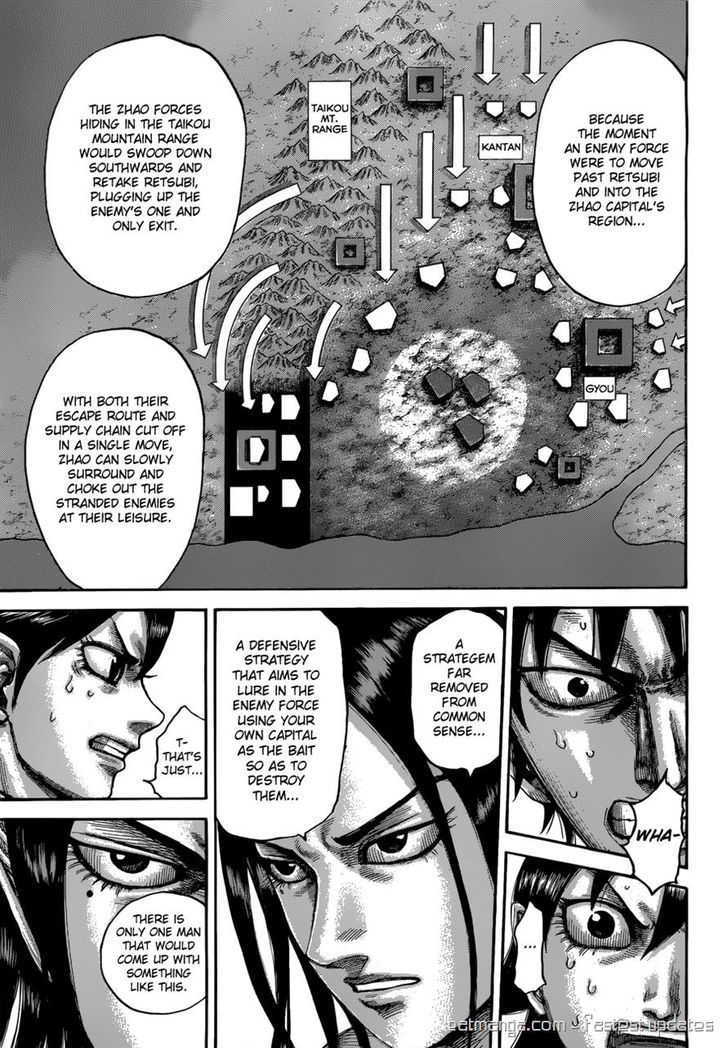 BECAUSE
THE MOMENT
AN ENEMY FORCE
WERE TO MOVE
PAST RETSUBI
AND INTO THE
ZHAO CAPITAL'S
REGION...
KANTAN
TAIKOU
MT.
RANGE
GYOU
THE ZHAO FORCES
HIDING IN THE TAIKOU
MOUNTAIN RANGE
WOULD SWOOP DOWN
SOUTHWARDS AND
RETAKE RETSUBI,
PLUGGING UP THE
ENEMY'S ONE AND
ONLY EXIT.
WITH BOTH THEIR
ESCAPE ROUTE AND
SUPPLY CHAIN CUT OFF
IN A SINGLE MOVE,
ZHAO CAN SLOWLY
SURROUND AND
CHOKE OUT THE
STRANDED ENEMIES
AT THEIR LEISURE.
WHA-
...
A
STRATEGEM
FAR
REMOVED
FROM
COMMON
SENSE...
A DEFENSIVE
STRATEGY
THAT AIMS TO
LURE IN THE
ENEMY FORCE
USING YOUR
OWN CAPITAL
AS THE BAIT
SO AS TO
DESTROY
THEM...
T-
THAT'S
JUST...
THERE IS
ONLY ONE MAN
THAT WOULD
COME UP WITH
SOMETHING
LIKE THIS.
eatmanga.com - Fastest updates